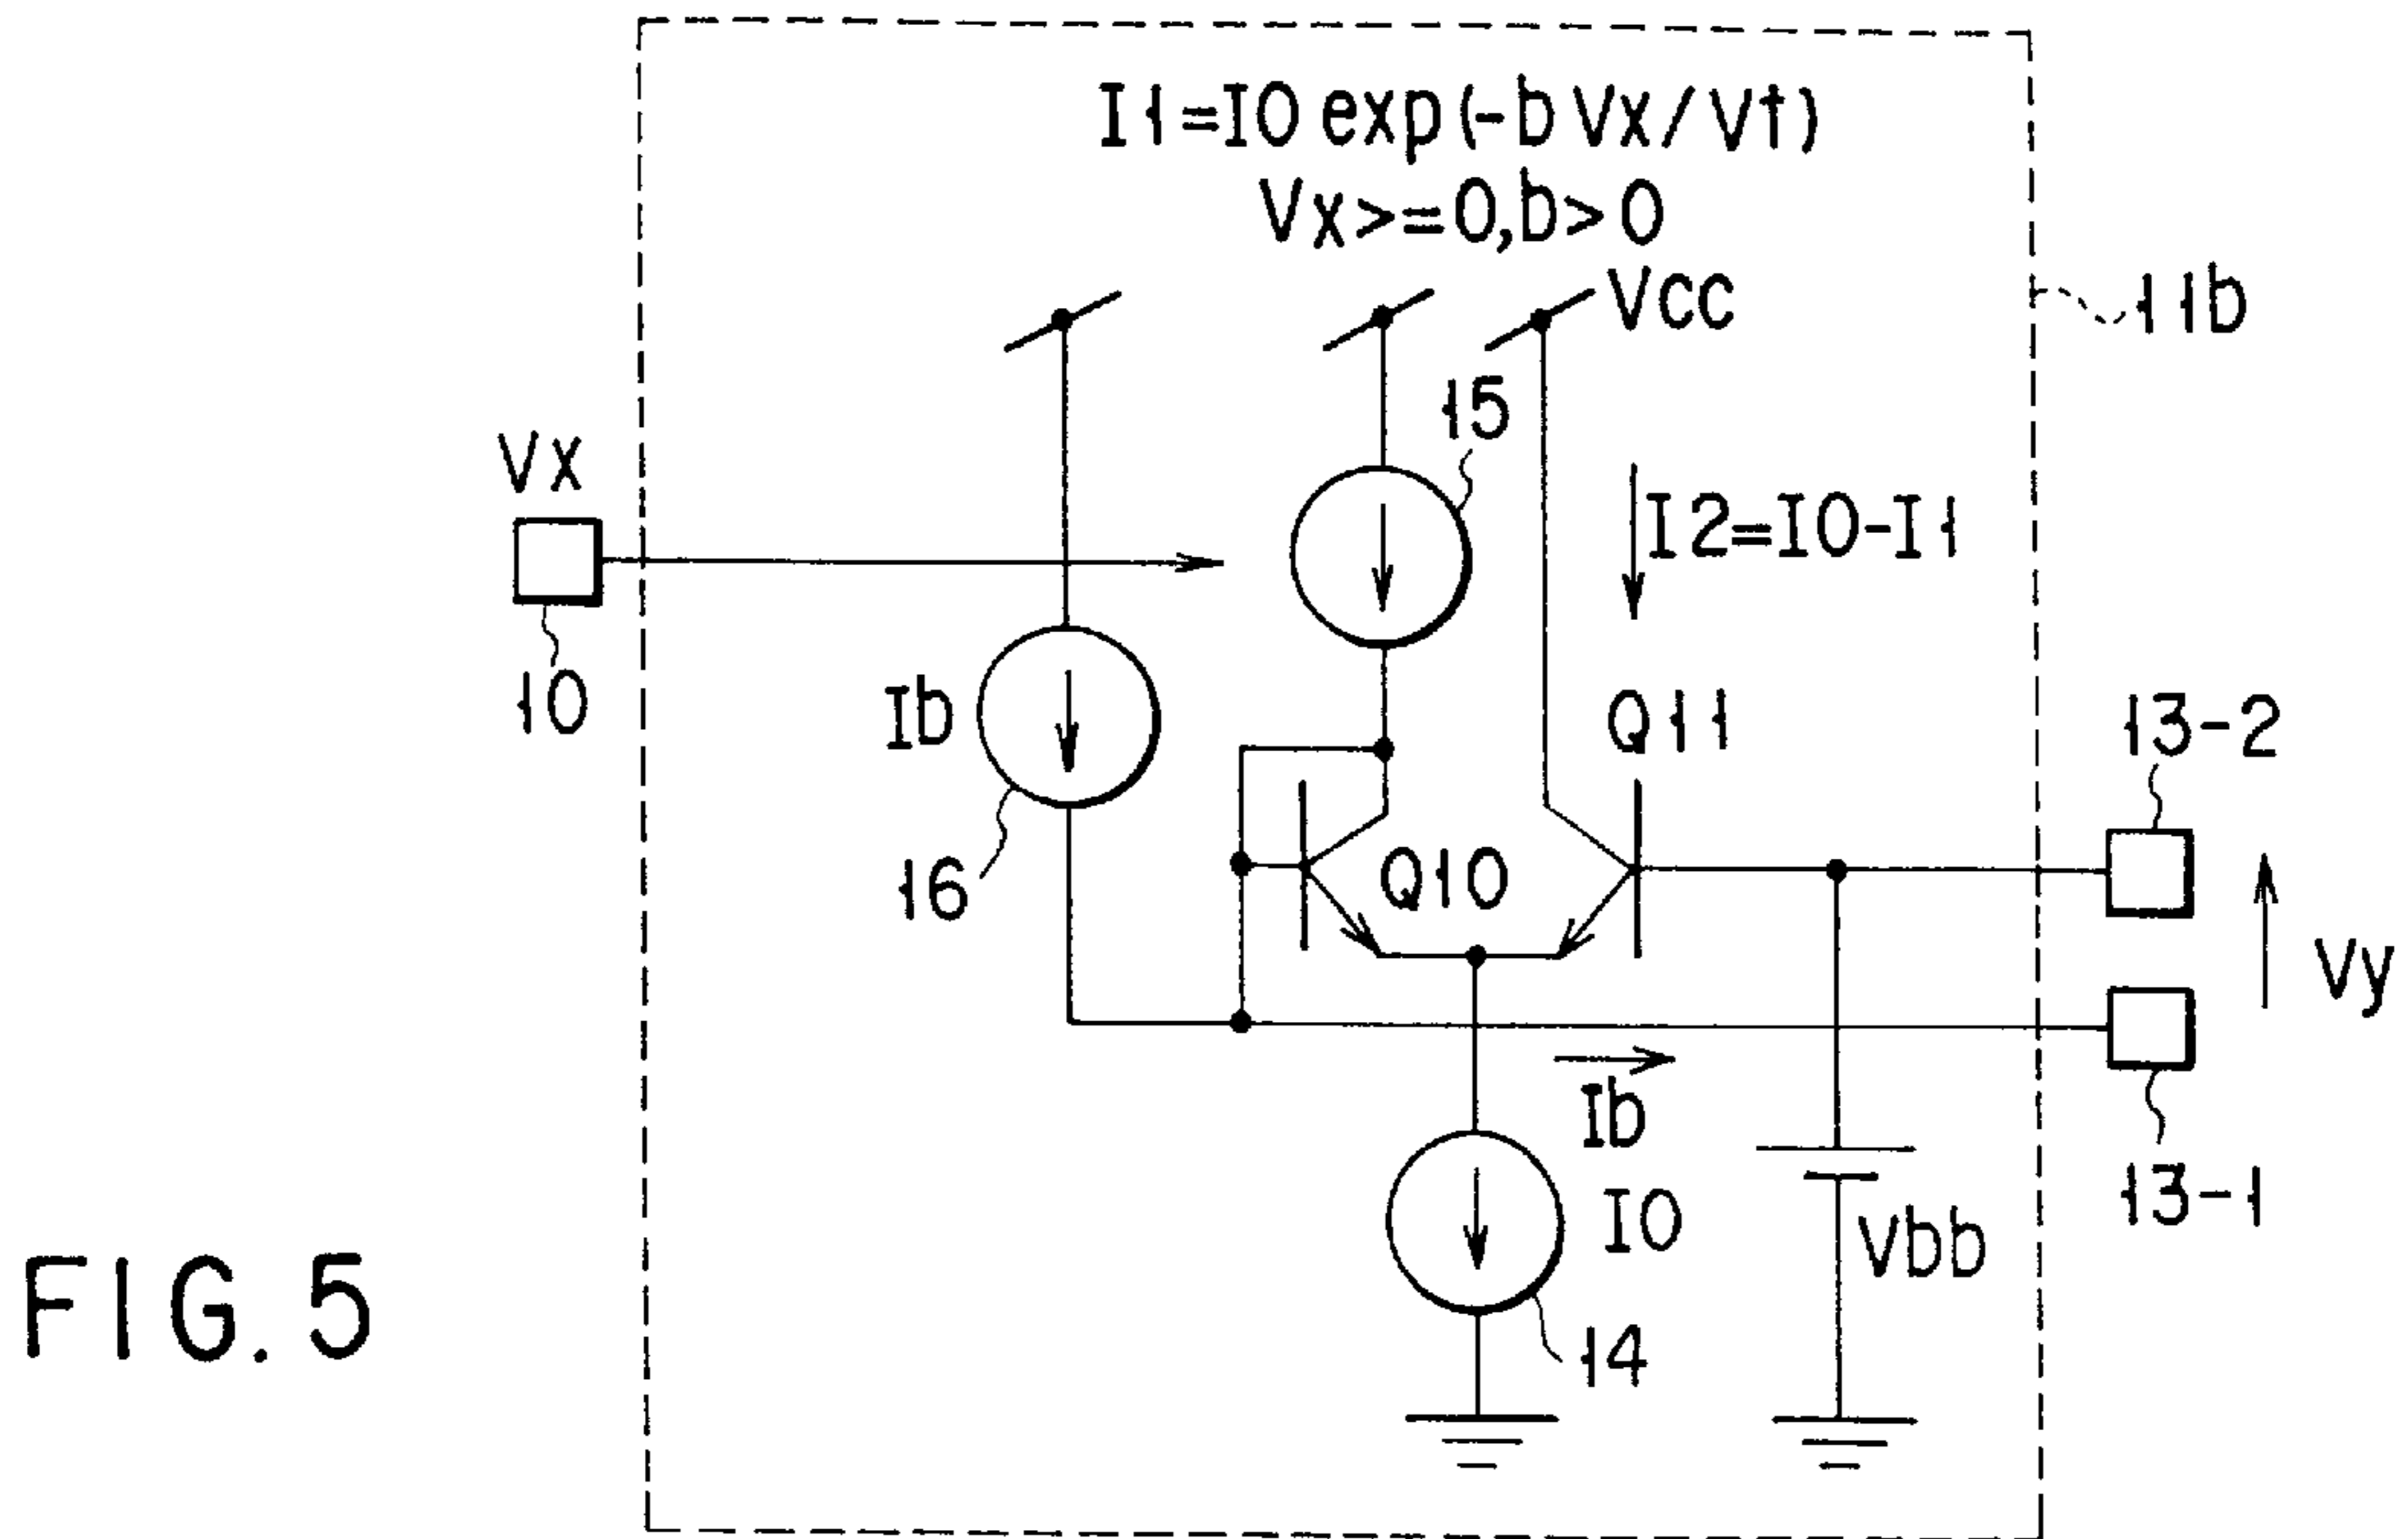 I1=I0 exp(-b Vx/Vt)
Vx>=0,b>0
VCC
11b
15
Vx
I2=I0-I1
10
Ib
Q11
13-2
16
Q10
Vy
Ib
13-1
I0
Vbb
14
FIG. 5